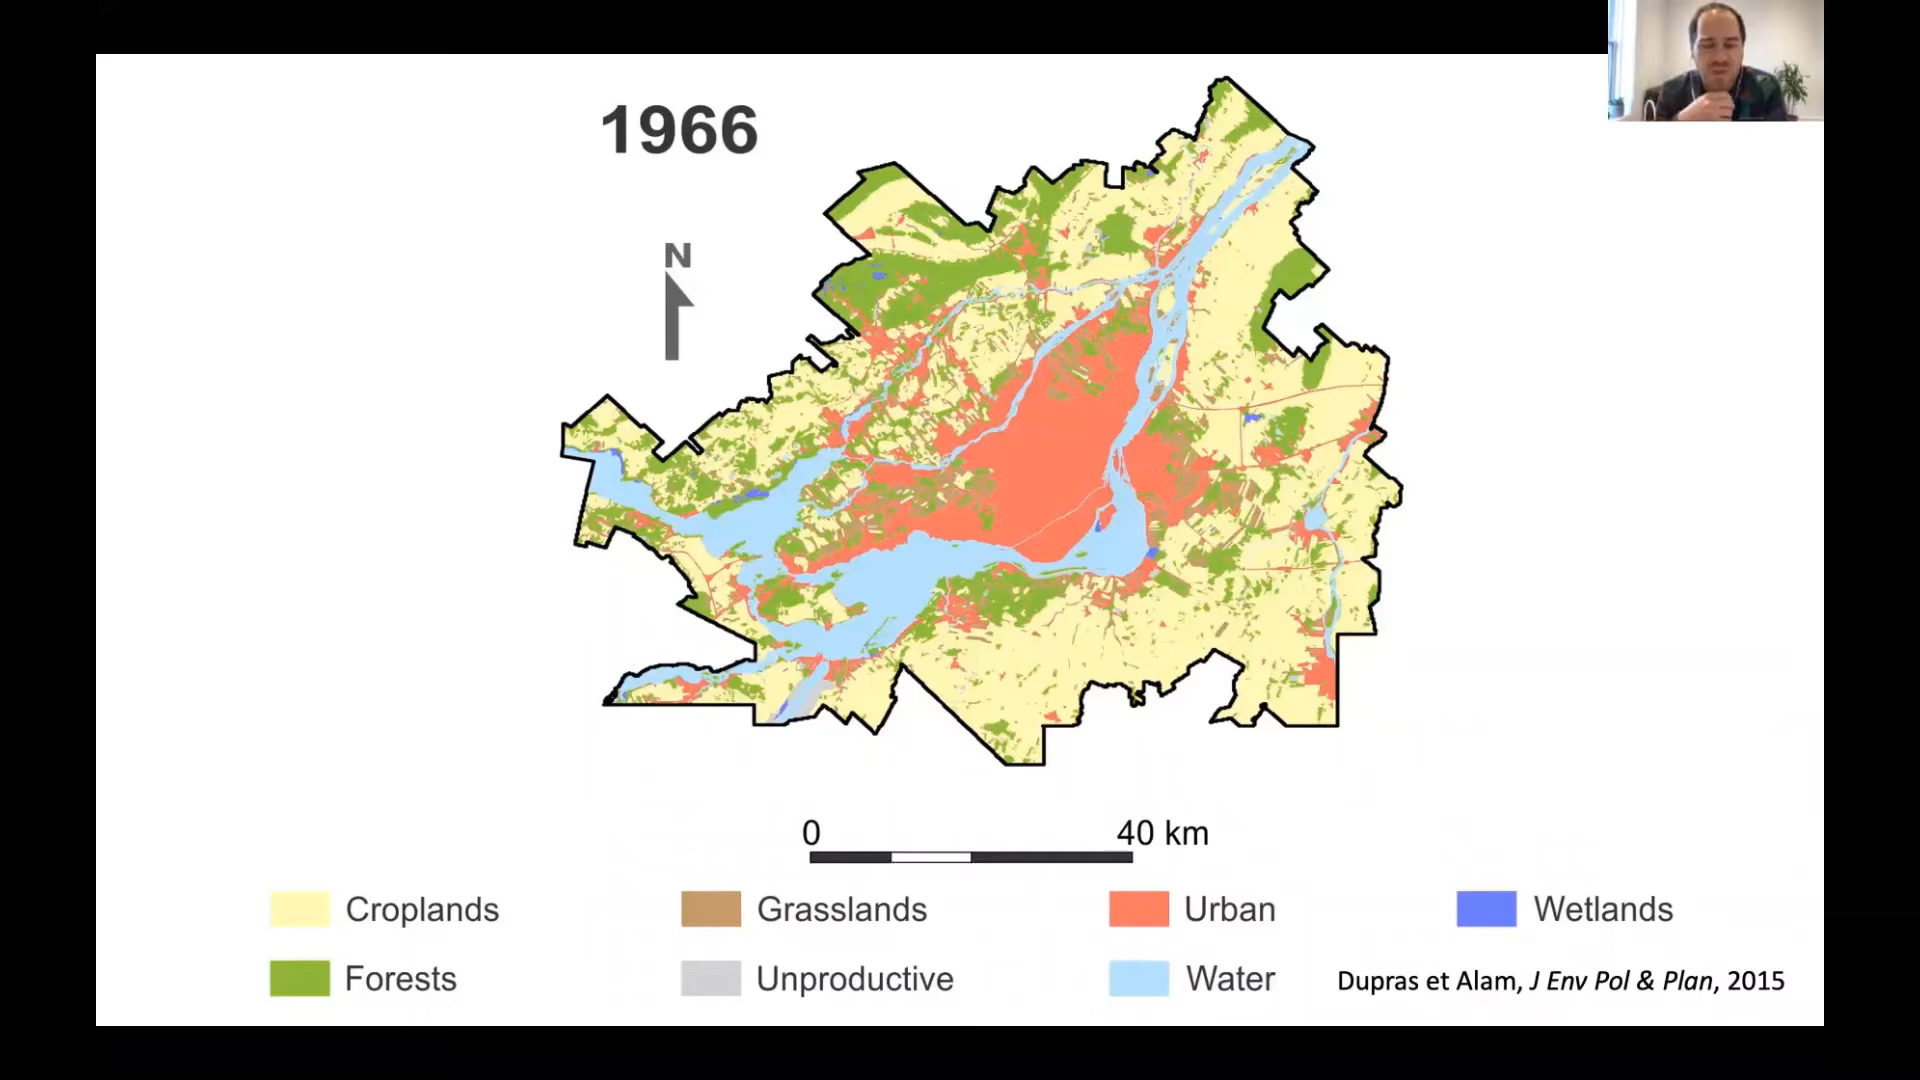 1966
N
0 40 km
Croplands Grasslands Urban Wetlands
Forests Unproductive Water Dupras et Alam, J Env Pol & Plan, 2015